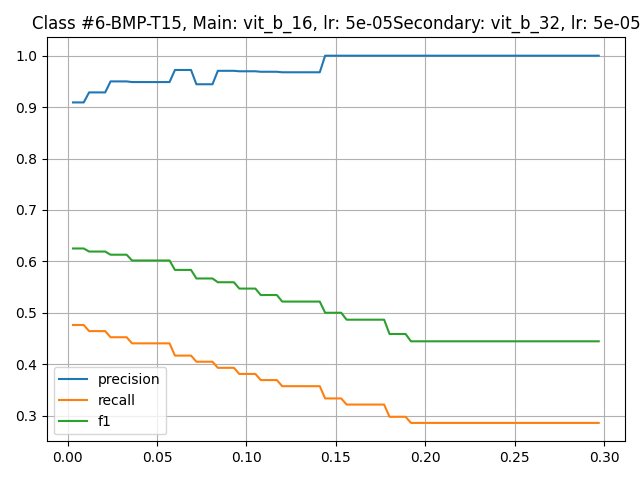 Class #6-BMP-T15, Main: vit_b_16, lr: 5e-05Secondary: vit_b_32, lr: 5e-05
1.0
0.9
0.8
0.7
0.6
0.5
0.4
0.3
precision
recall
f1
0.00 0.05 0.10 0.15 0.20 0.25 0.30